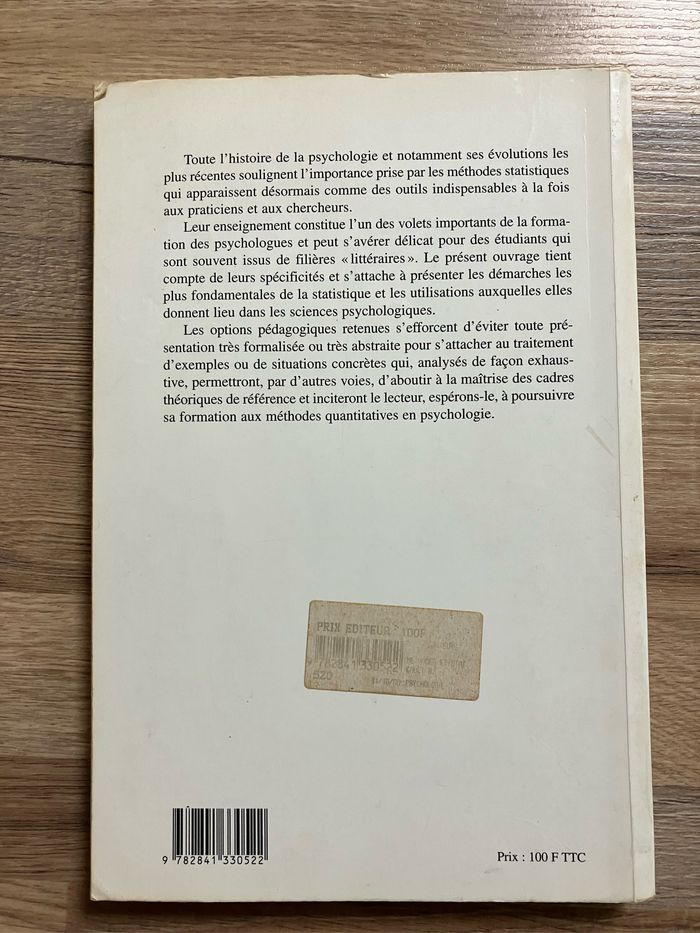 Toute l'histoire de la psychologie et notamment ses évolutions les
plus récentes soulignent l'importance prise par les méthodes statistiques
qui apparaissent désormais comme des outils indispensables à la fois
aux praticiens et aux chercheurs.
Leur enseignement constitue l'un des volets importants de la forma-
tion des psychologues et peut s'avérer délicat pour des étudiants qui
sont souvent issus de filières « littéraires ». Le présent ouvrage tient
compte de leurs spécificités et s'attache à présenter les démarches les
plus fondamentales de la statistique et les utilisations auxquelles elles
donnent lieu dans les sciences psychologiques.
Les options pédagogiques retenues s'efforcent d'éviter toute pré-
sentation très formalisée ou très abstraite pour s'attacher au traitement
d'exemples ou de situations concrètes qui, analysés de façon exhaus-
tive, permettront, par d'autres voies, d'aboutir à la maîtrise des cadres
théoriques de référence et inciteront le lecteur, espérons-le, à poursuivre
sa formation aux méthodes quantitatives en psychologie.
PRIX EDITEUR 100F
9 782841 330522
520
9 782841 330522
Prix : 100 F TTC